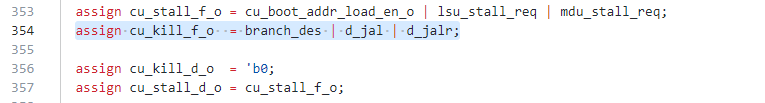 353 assign cu_stall_f_o = cu_boot_addr_load_en_o | lsu_stall_req | mdu_stall_req;
354 assign cu_kill_f_o  = branch_des | d_jal | d_jalr;
355
356 assign cu_kill_d_o  = 'b0;
357 assign cu_stall_d_o = cu_stall_f_o;